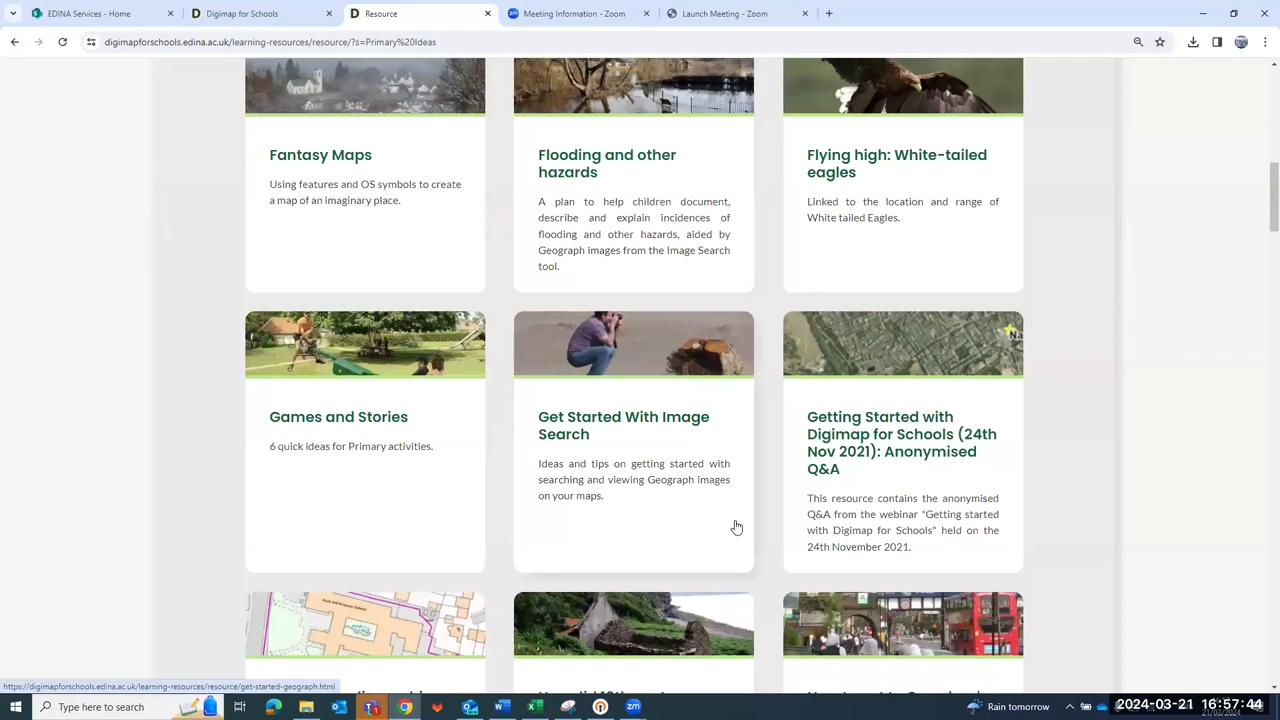 EDINA Services - Home
Digimap for Schools
Resource
Meeting Information - Zoom
Launch Meeting - Zoom
digimapforschools.edina.ac.uk/learning-resources/resource/?s=Primary%20Ideas
Fantasy Maps
Using features and OS symbols to create
a map of an imaginary place.
Flooding and other
hazards
A plan to help children document,
describe and explain incidences of
flooding and other hazards, aided by
Geograph images from the Image Search
tool.
Flying high: White-tailed
eagles
Linked to the location and range of
White tailed Eagles.
Games and Stories
6 quick ideas for Primary activities.
Get Started With Image
Search
Ideas and tips on getting started with
searching and viewing Geograph images
on your maps.
Getting Started with
Digimap for Schools (24th
Nov 2021): Anonymised
Q&A
This resource contains the anonymised
Q&A from the webinar "Getting started
with Digimap for Schools" held on the
24th November 2021.
https://digimapforschools.edina.ac.uk/learning-resources/resource/get-started-geograph.html
Type here to search
Rain tomorrow
2024-03-21 16:57:44